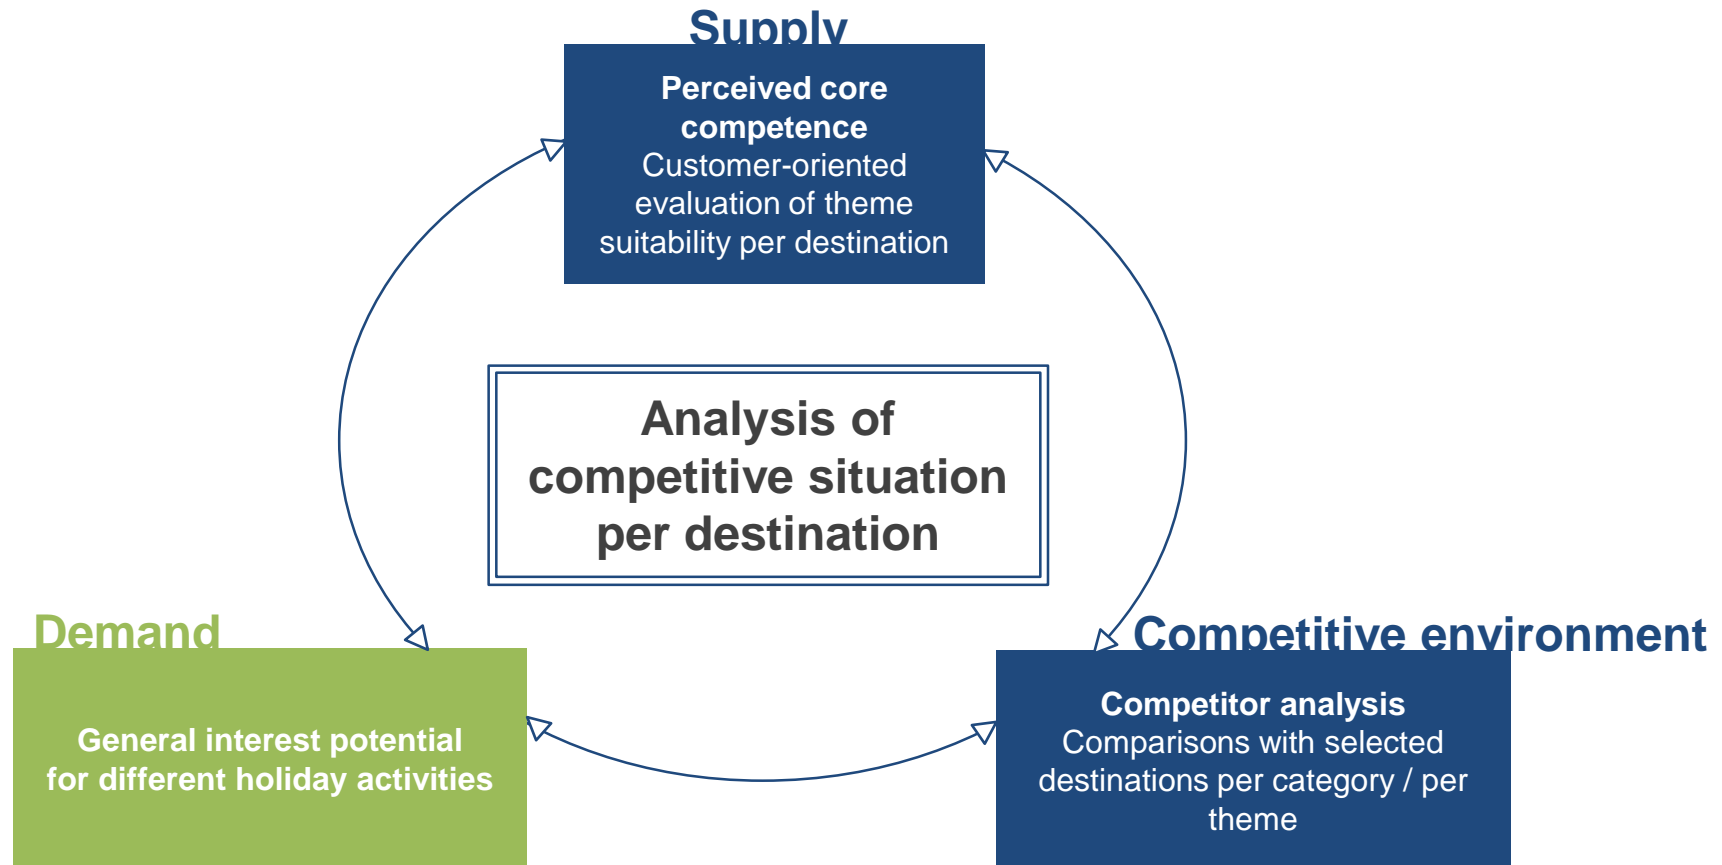 Supply
Perceived core
competence
Customer-oriented
evaluation of theme
suitability per destination
Analysis of
competitive situation
per destination
Demand
General interest potential
for different holiday activities
Competitive environment
Competitor analysis
Comparisons with selected
destinations per category / per
theme